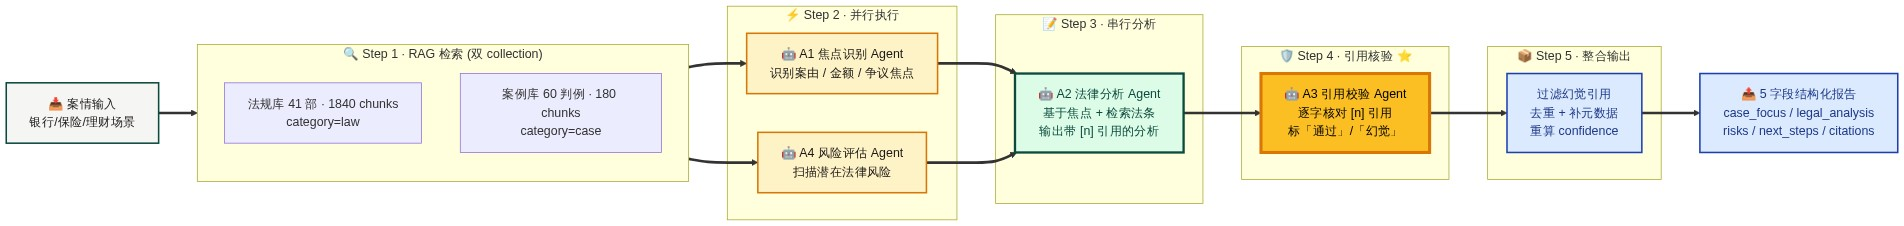 📥 案情输入
银行/保险/理财场景
🔍 Step 1 · RAG 检索 (双 collection)
法规库 41 部 · 1840 chunks
category=law
案例库 60 判例 · 180
chunks
category=case
⚡ Step 2 · 并行执行
🤖 A1 焦点识别 Agent
识别案由 / 金额 / 争议焦点
🤖 A4 风险评估 Agent
扫描潜在法律风险
📝 Step 3 · 串行分析
🤖 A2 法律分析 Agent
基于焦点 + 检索法条
输出带 [n] 引用的分析
🛡️ Step 4 · 引用核验 ⭐
🤖 A3 引用校验 Agent
逐字核对 [n] 引用
标「通过」/「幻觉」
📦 Step 5 · 整合输出
过滤幻觉引用
去重 + 补元数据
重算 confidence
📤 5 字段结构化报告
case_focus / legal_analysis
risks / next_steps / citations